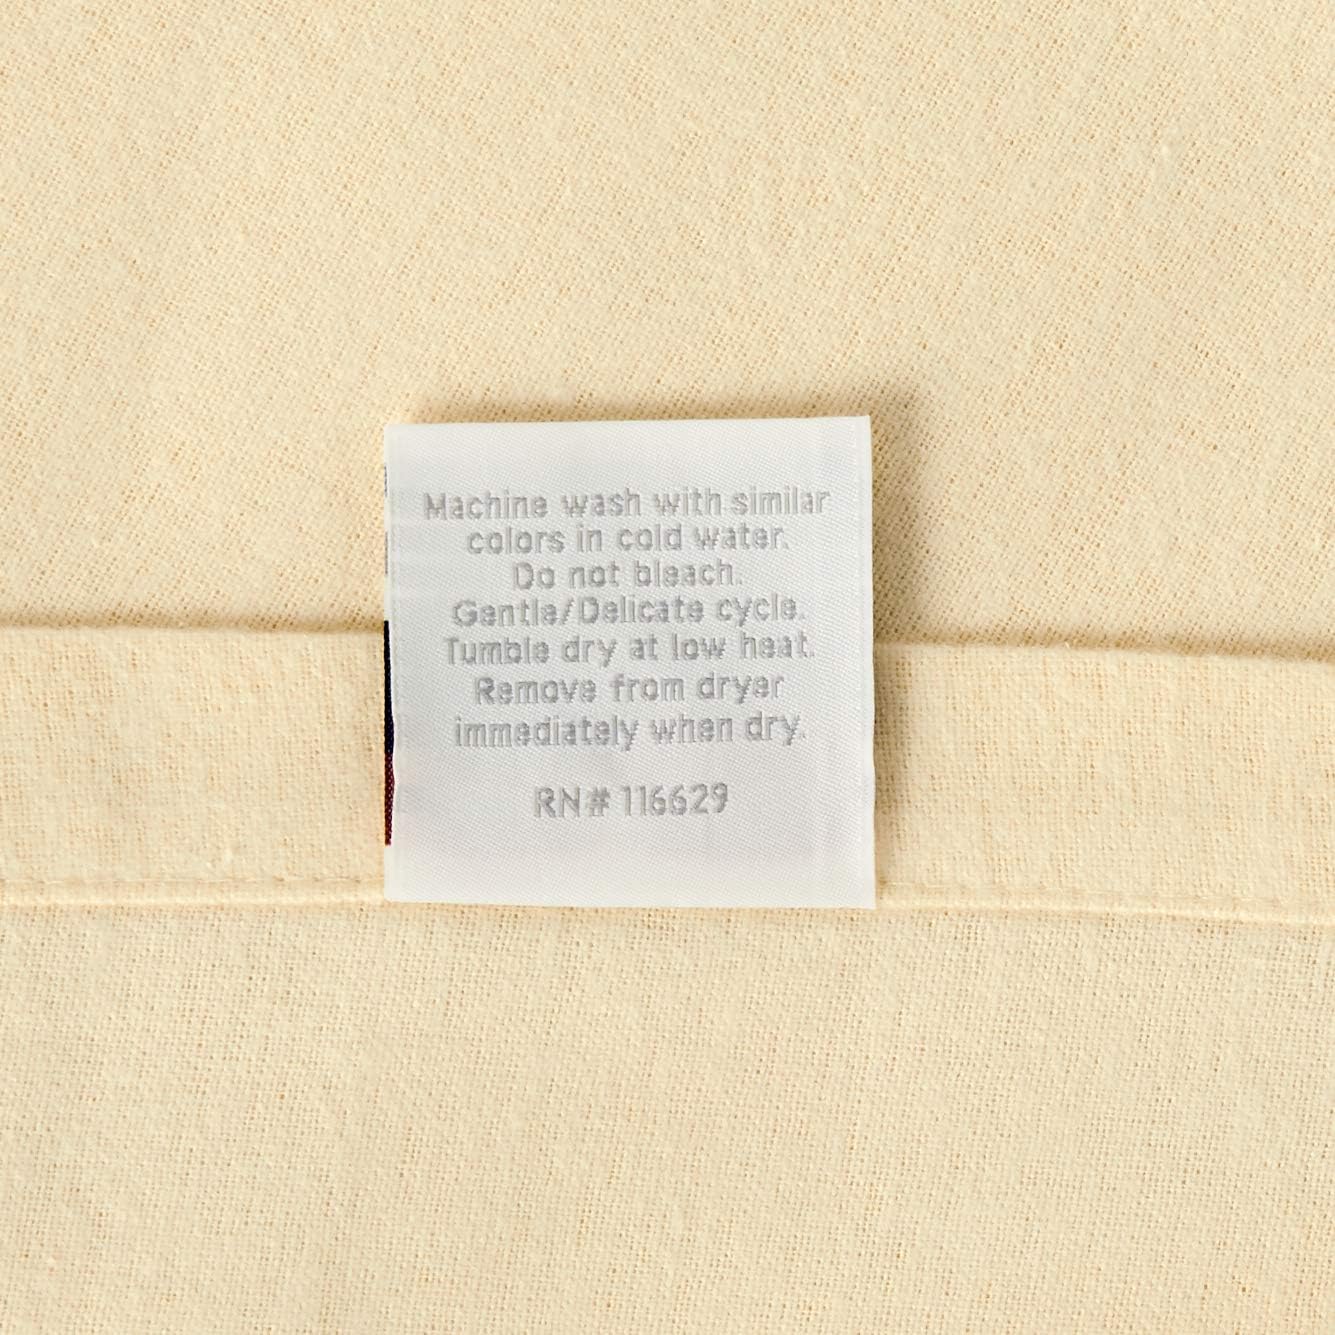 Machine wash with similar
colors in cold water.
Do not bleach.
Gentle/Delicate cycle.
Tumble dry at low heat.
Remove from dryer
immediately when dry.
RN# 116629